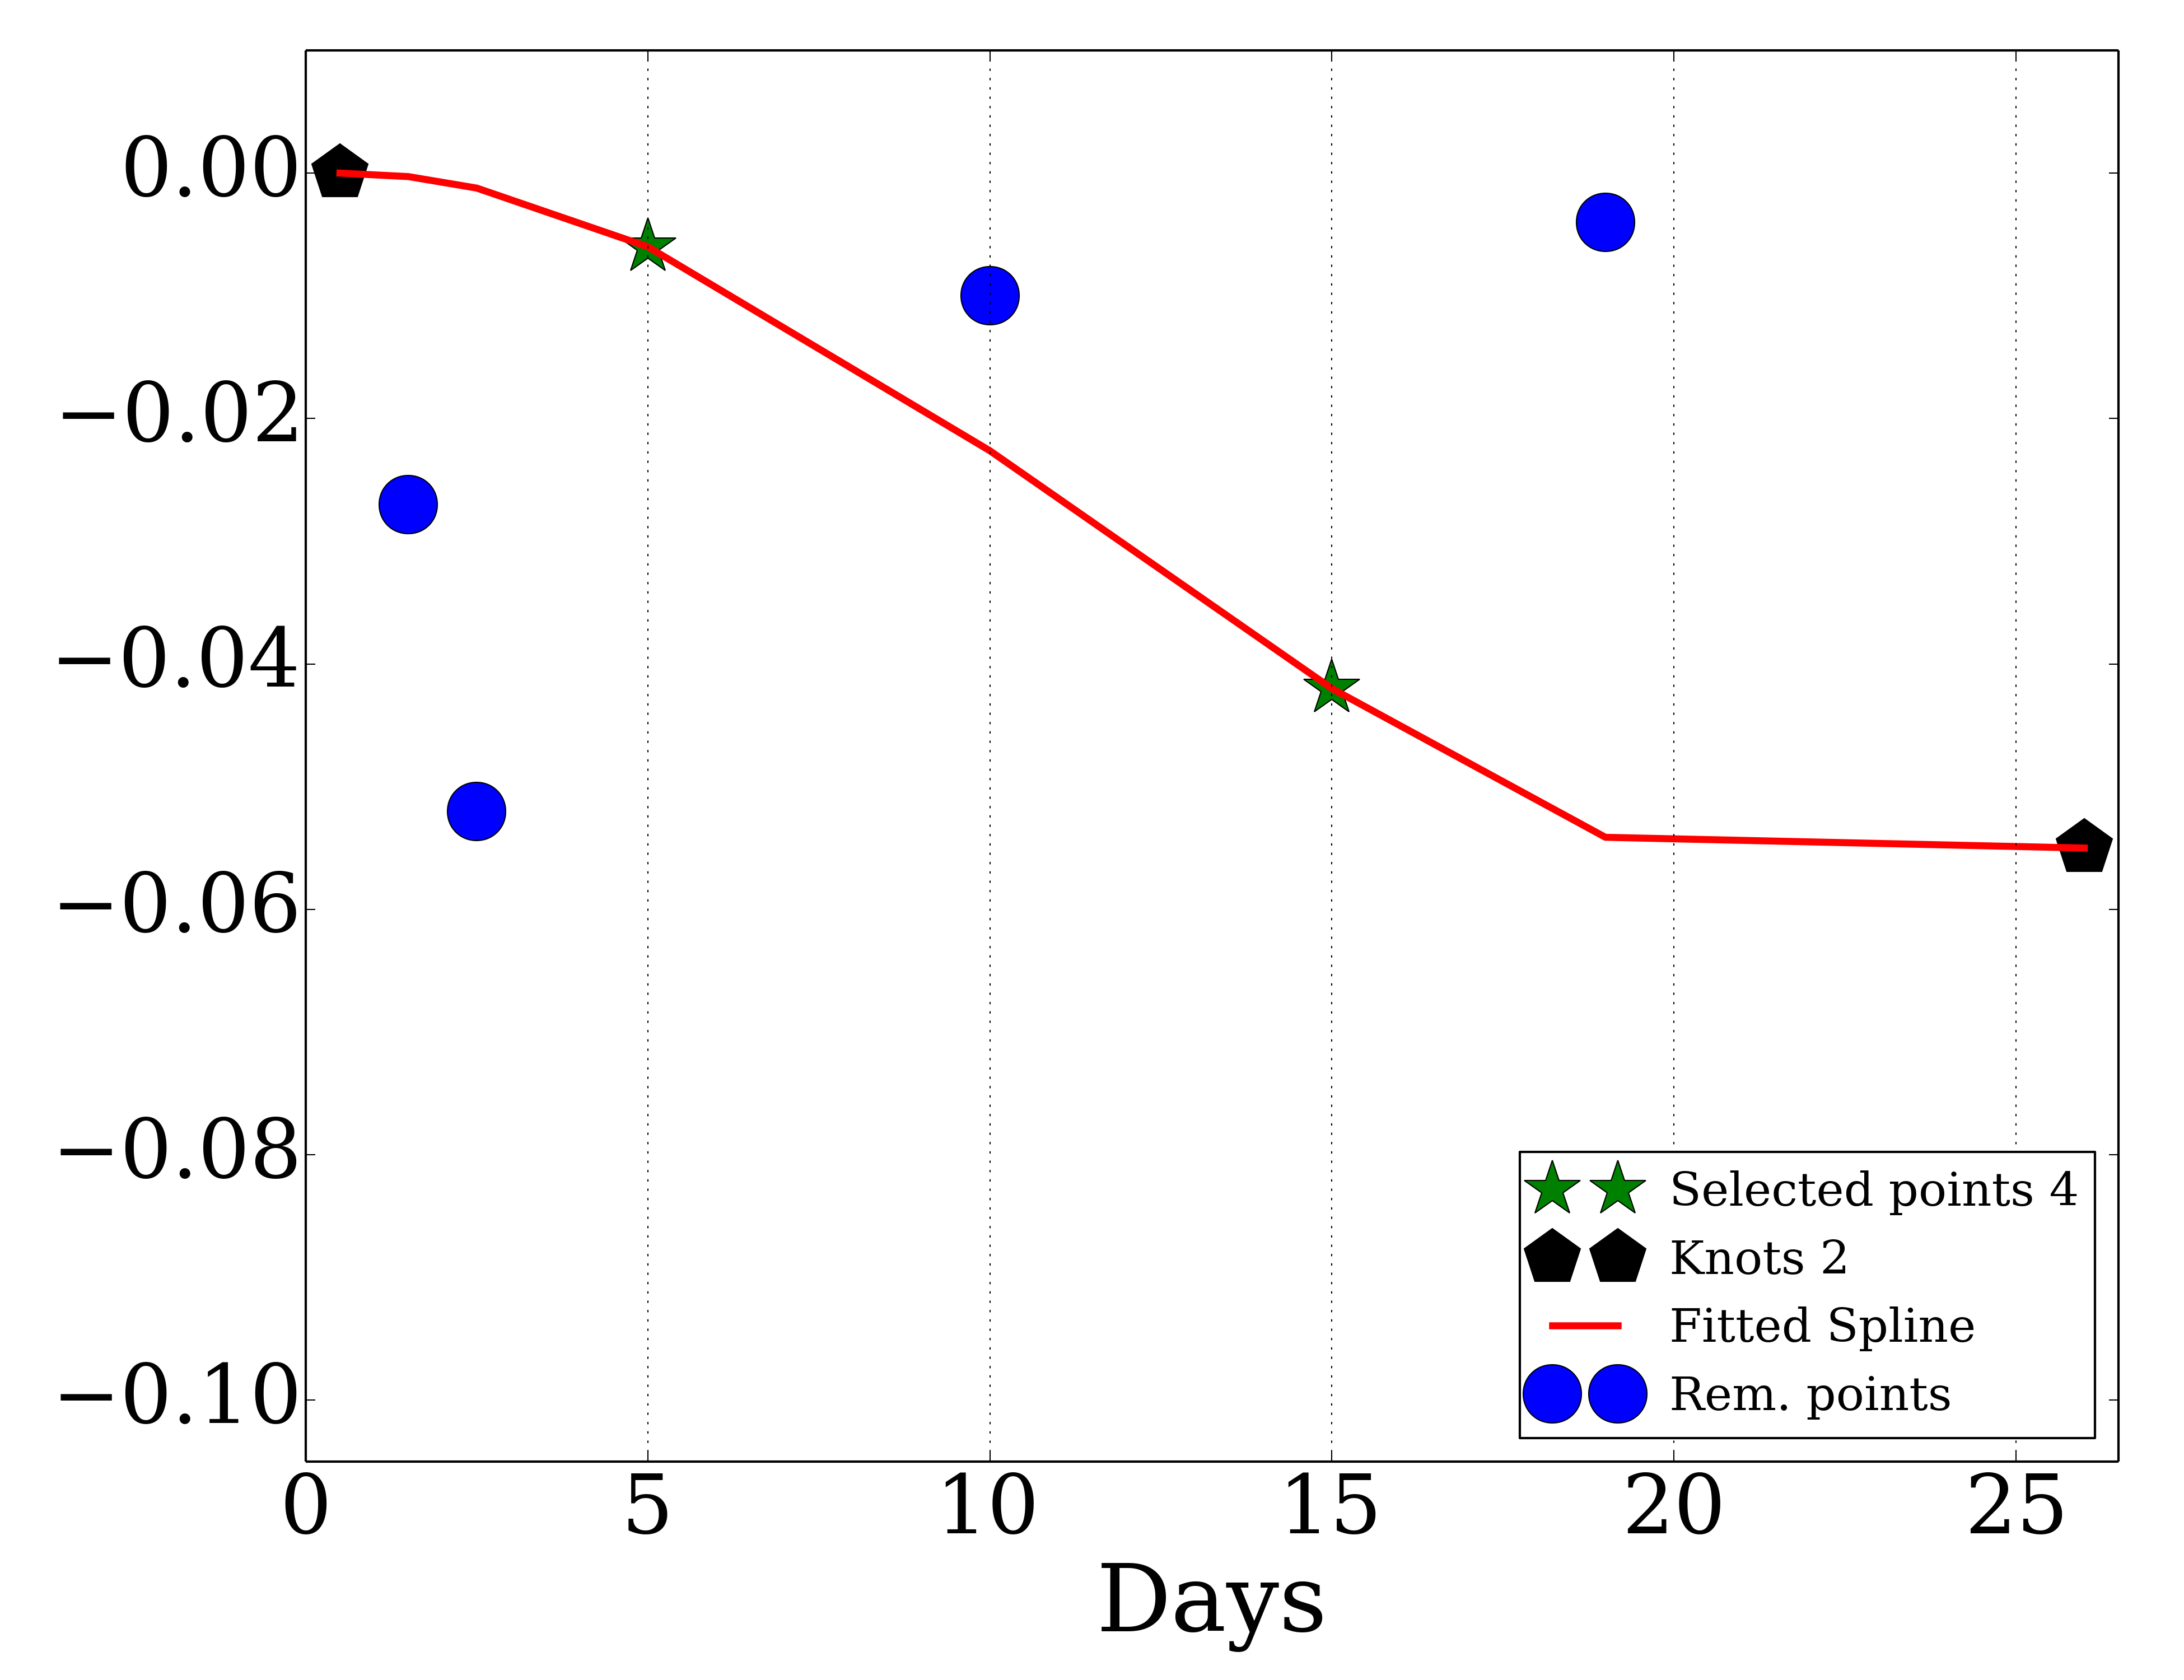 0.00
−0.02
−0.04
−0.06
−0.08
−0.10
Selected points 4
Knots 2
Fitted Spline
Rem. points
0 5 10 15 20 25
Days